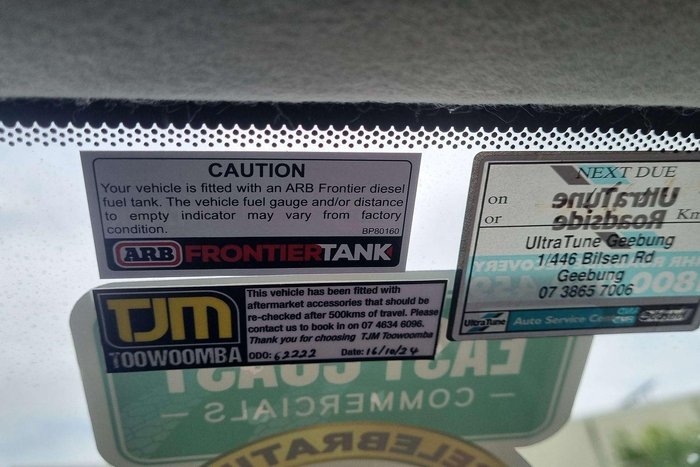 CAUTION
Your vehicle is fitted with an ARB Frontier diesel
fuel tank. The vehicle fuel gauge and/or distance
to empty indicator may vary from factory
condition.
BP80160
ARB FRONTIERTANK
TJM
TOOWOOMBA
This vehicle has been fitted with
aftermarket accessories that should be
re-checked after 500kms of travel. Please
contact us to book in on 07 4634 6096.
Thank you for choosing TJM Toowoomba
ODO: 62222 Date: 16/10/24
NEXT DUE
on
or Km
UltraTune
Roadside
UltraTune Geebung
1/446 Bilsen Rd
Geebung
07 3865 7006
UltraTune Auto Service Cen
Castrol
EAST COAST
COMMERCIALS